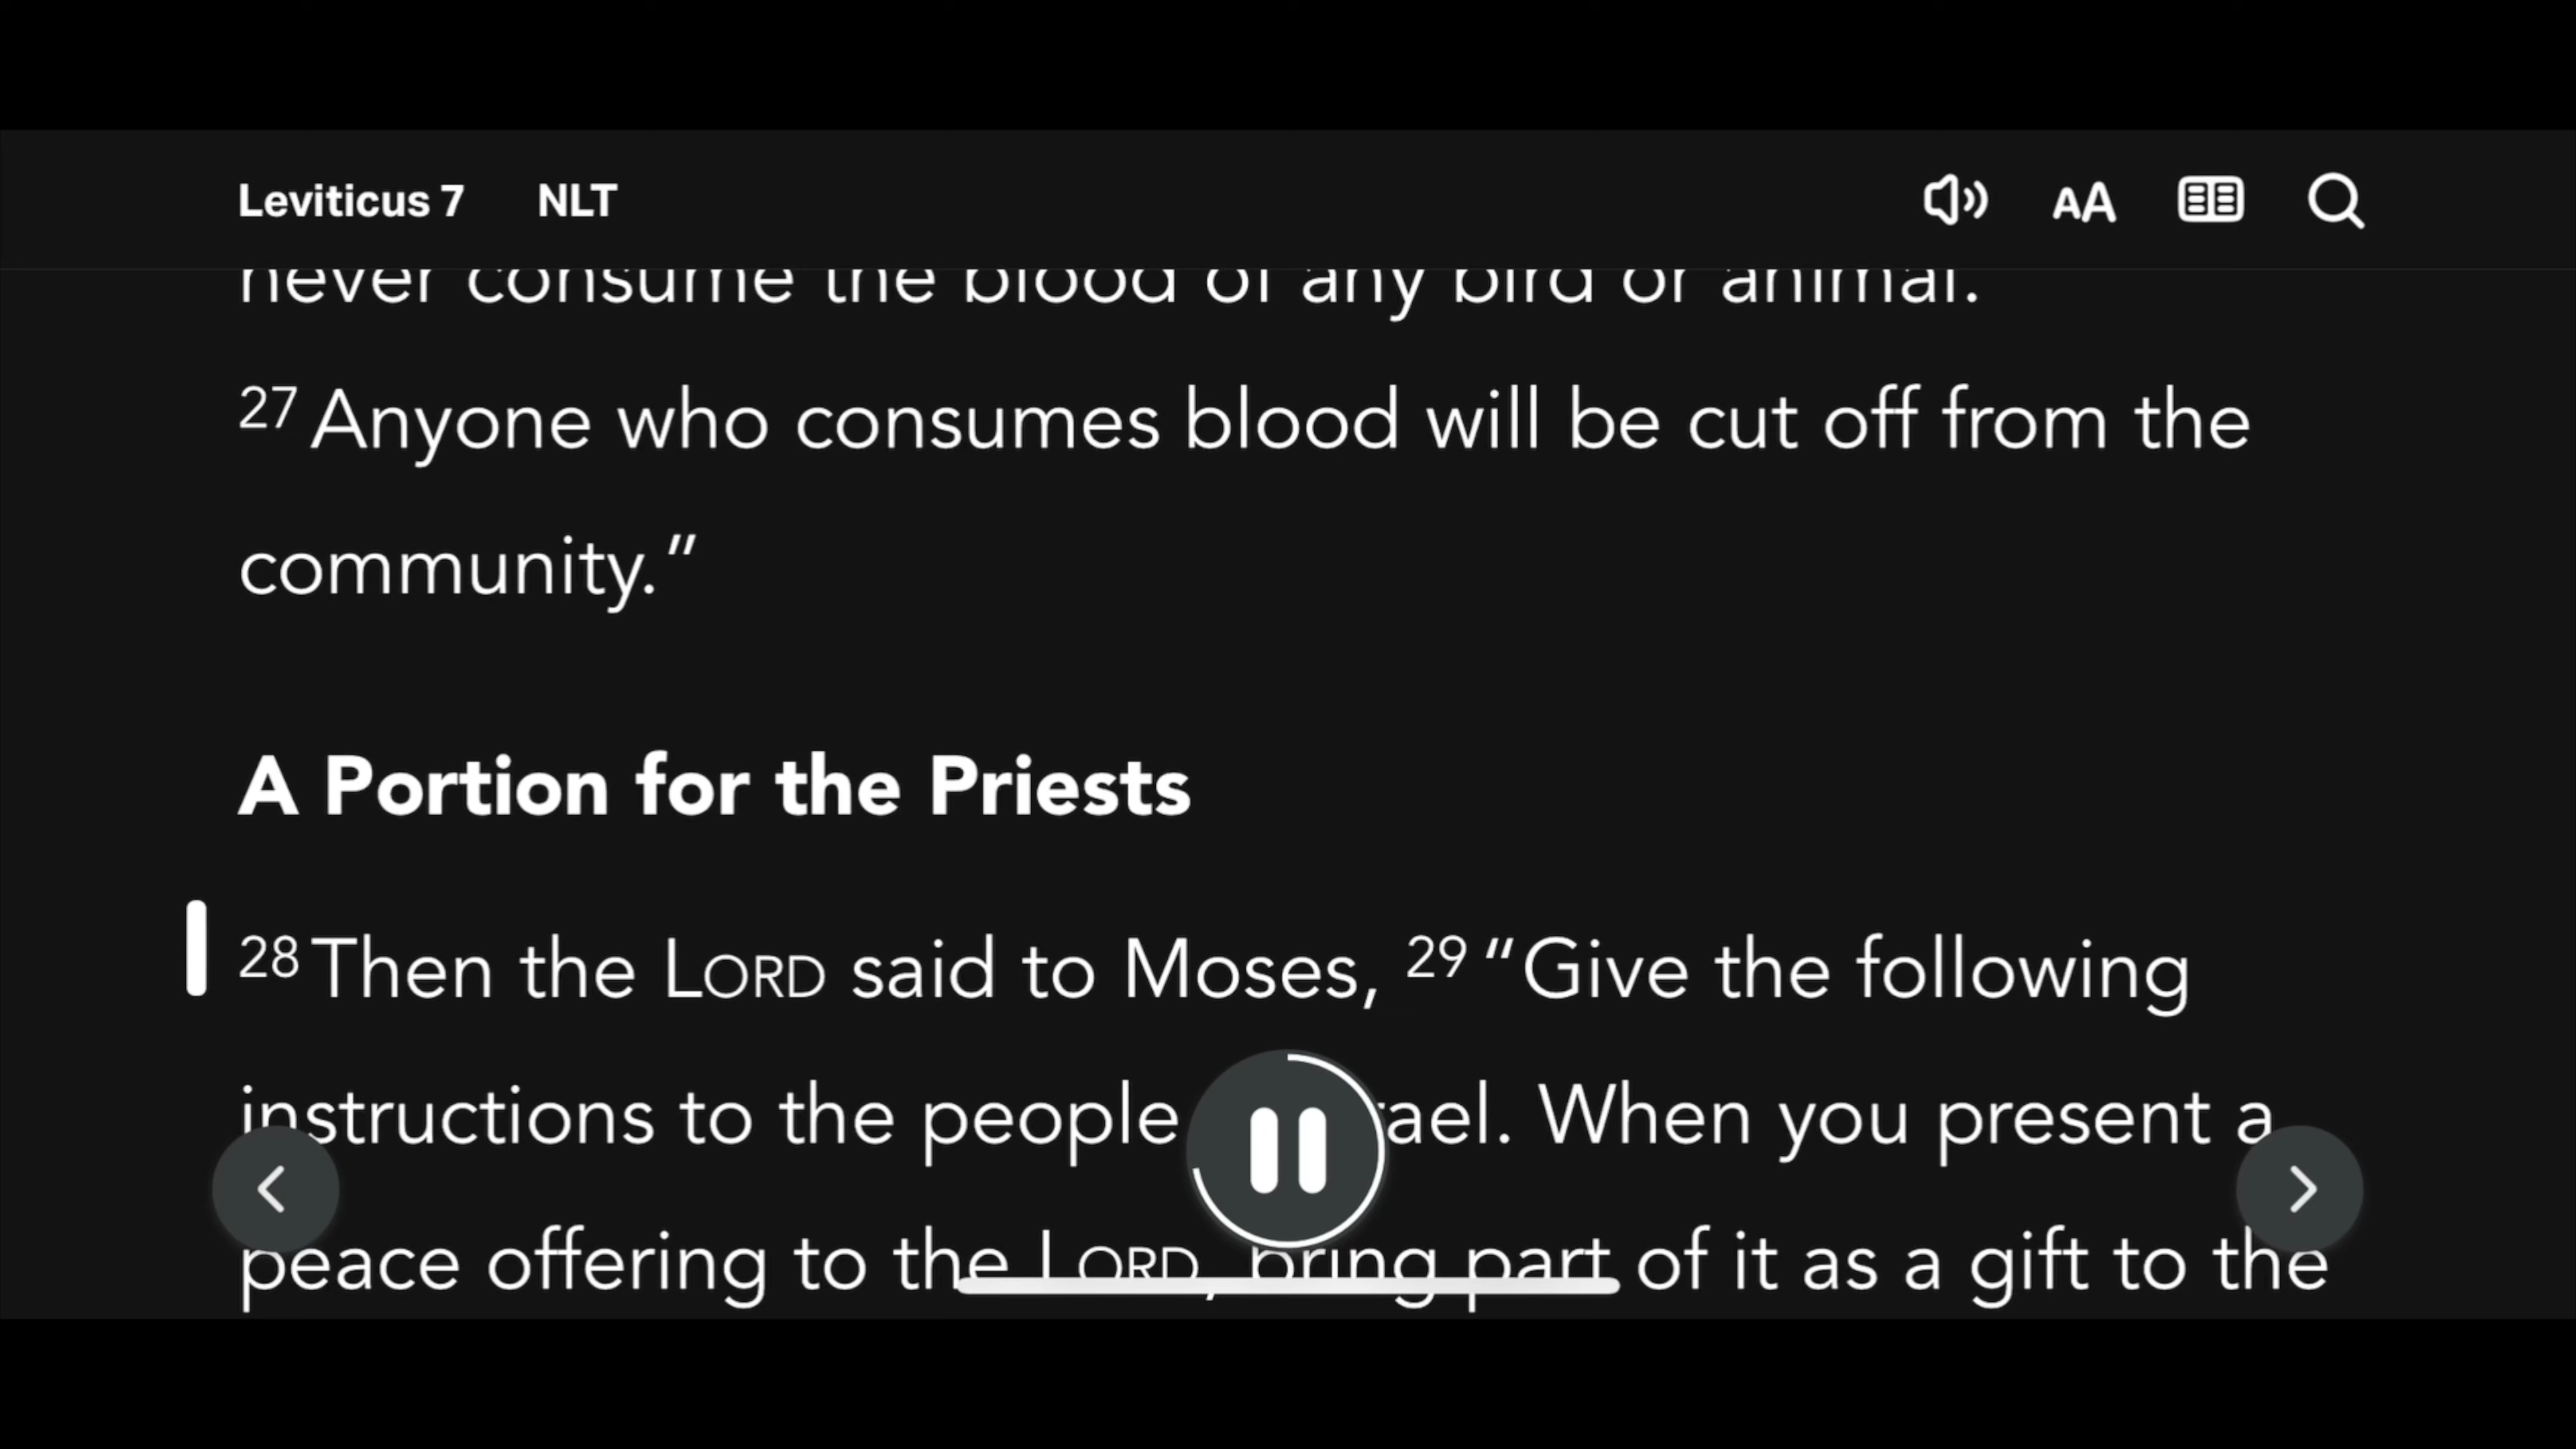 Leviticus 7 NLT AA
never consume the blood of any bird or animal.
27 Anyone who consumes blood will be cut off from the
community.”
A Portion for the Priests
28 Then the LORD said to Moses, 29 “Give the following
instructions to the people rael. When you present a
peace offering to the LORD, bring part of it as a gift to the